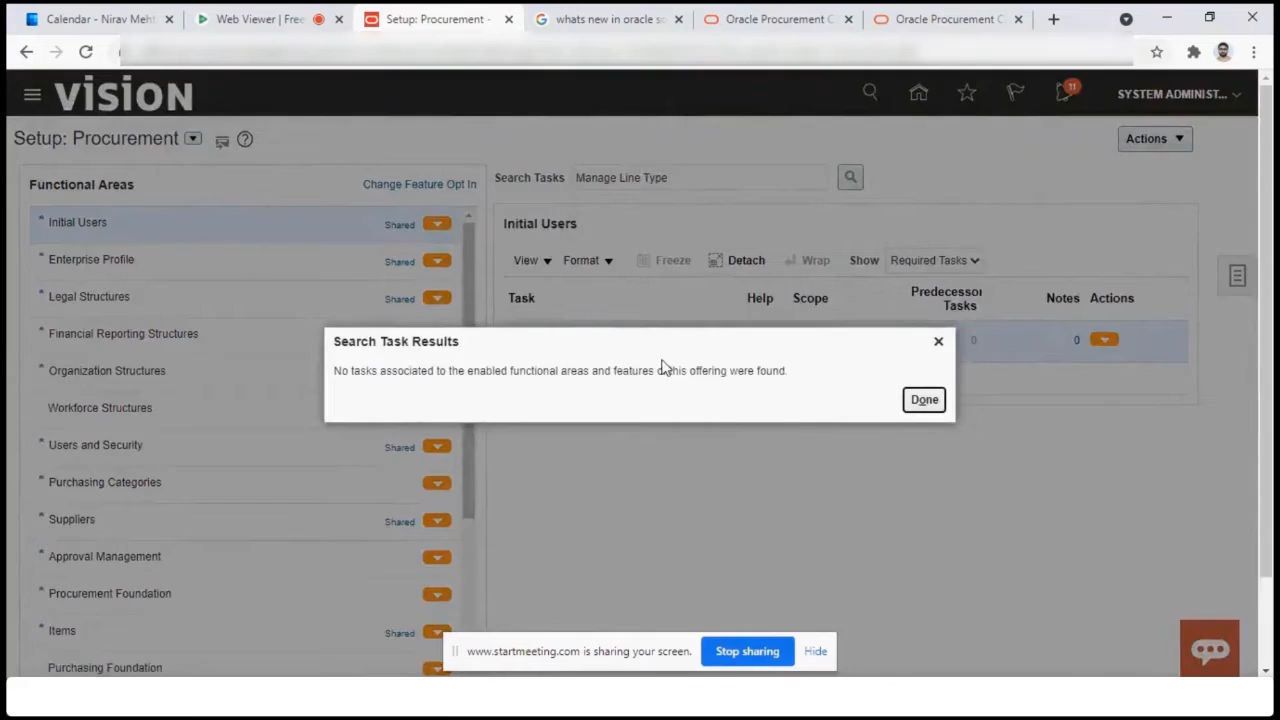 Calendar - Nirav Meht
Web Viewer | Free
Setup: Procurement -
whats new in oracle so
Oracle Procurement C
Oracle Procurement C
vision
11
SYSTEM ADMINIST...
Setup: Procurement
Actions
Functional Areas
Change Feature Opt In
Search Tasks Manage Line Type
* Initial Users Shared
* Enterprise Profile Shared
* Legal Structures Shared
* Financial Reporting Structures
* Organization Structures
Workforce Structures
* Users and Security Shared
* Purchasing Categories
* Suppliers Shared
* Approval Management
* Procurement Foundation
* Items Shared
Purchasing Foundation
Initial Users
View Format Freeze Detach Wrap Show Required Tasks
Task Help Scope Predecessor Tasks Notes Actions
0 0
Search Task Results
No tasks associated to the enabled functional areas and features this offering were found.
Done
www.startmeeting.com is sharing your screen. Stop sharing Hide